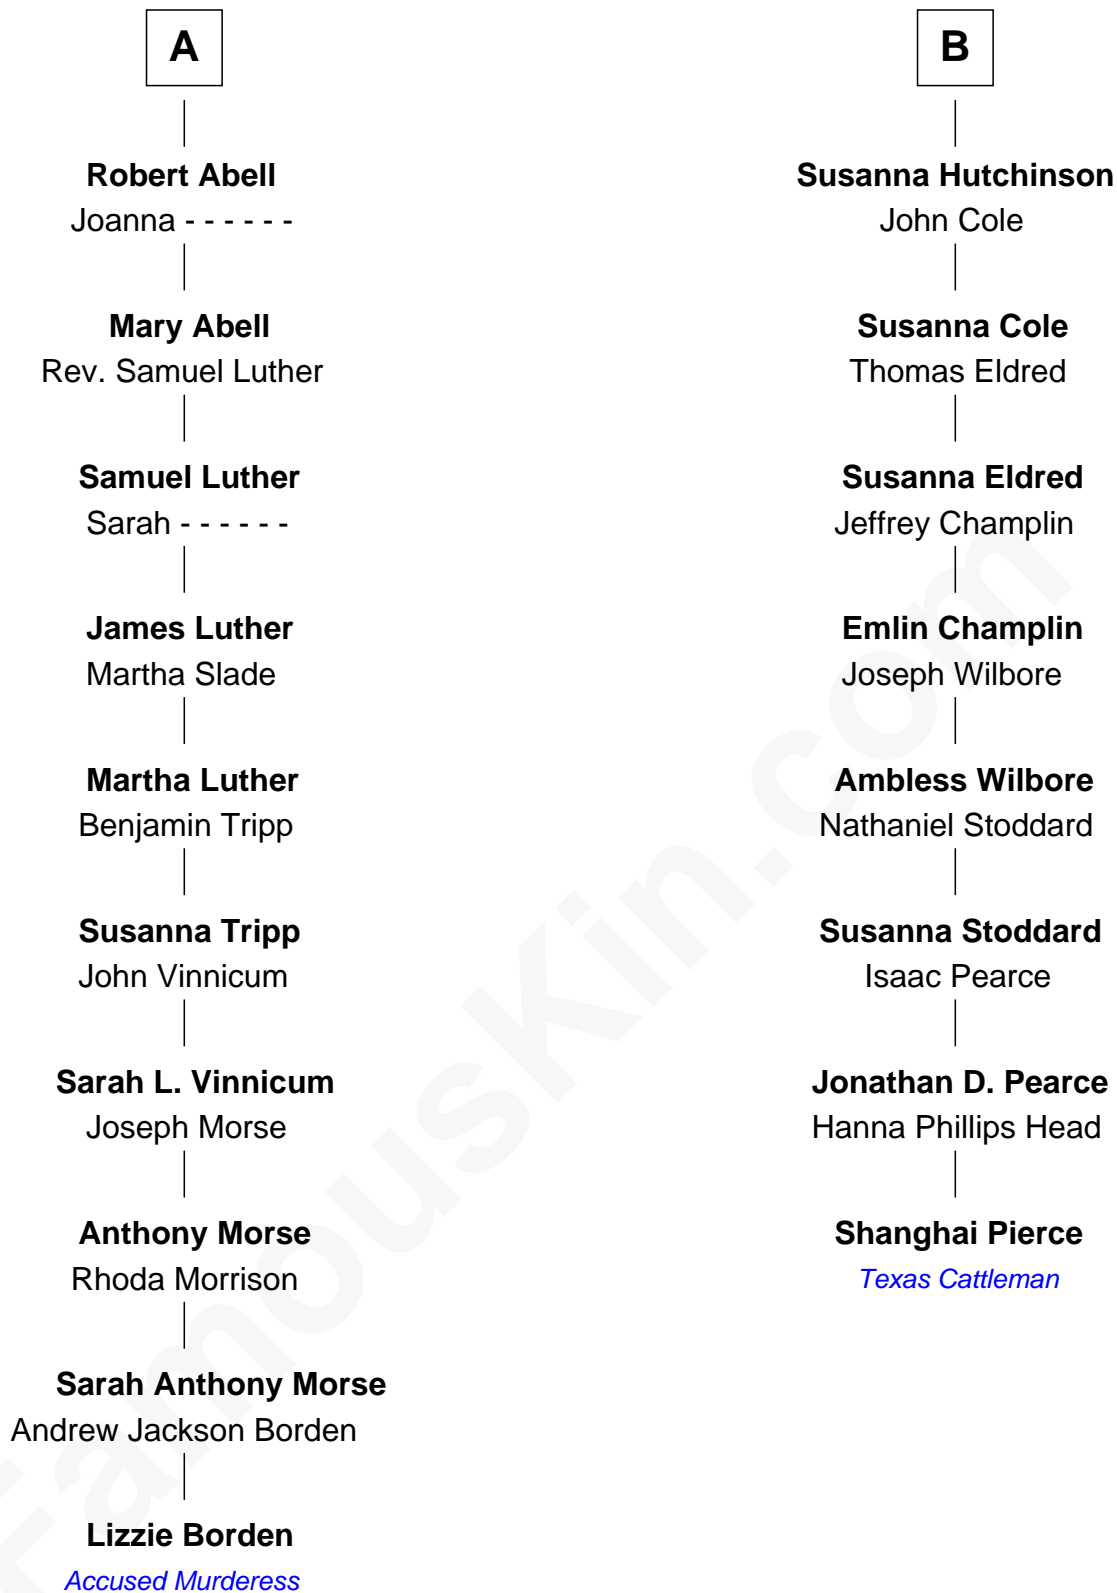 A
Robert Abell
Joanna - - - - - -
Mary Abell
Rev. Samuel Luther
Samuel Luther
Sarah - - - - - -
James Luther
Martha Slade
Martha Luther
Benjamin Tripp
Susanna Tripp
John Vinnicum
Sarah L. Vinnicum
Joseph Morse
Anthony Morse
Rhoda Morrison
Sarah Anthony Morse
Andrew Jackson Borden
Lizzie Borden
Accused Murderess
B
Susanna Hutchinson
John Cole
Susanna Cole
Thomas Eldred
Susanna Eldred
Jeffrey Champlin
Emlin Champlin
Joseph Wilbore
Ambless Wilbore
Nathaniel Stoddard
Susanna Stoddard
Isaac Pearce
Jonathan D. Pearce
Hanna Phillips Head
Shanghai Pierce
Texas Cattleman
FamousKin.com